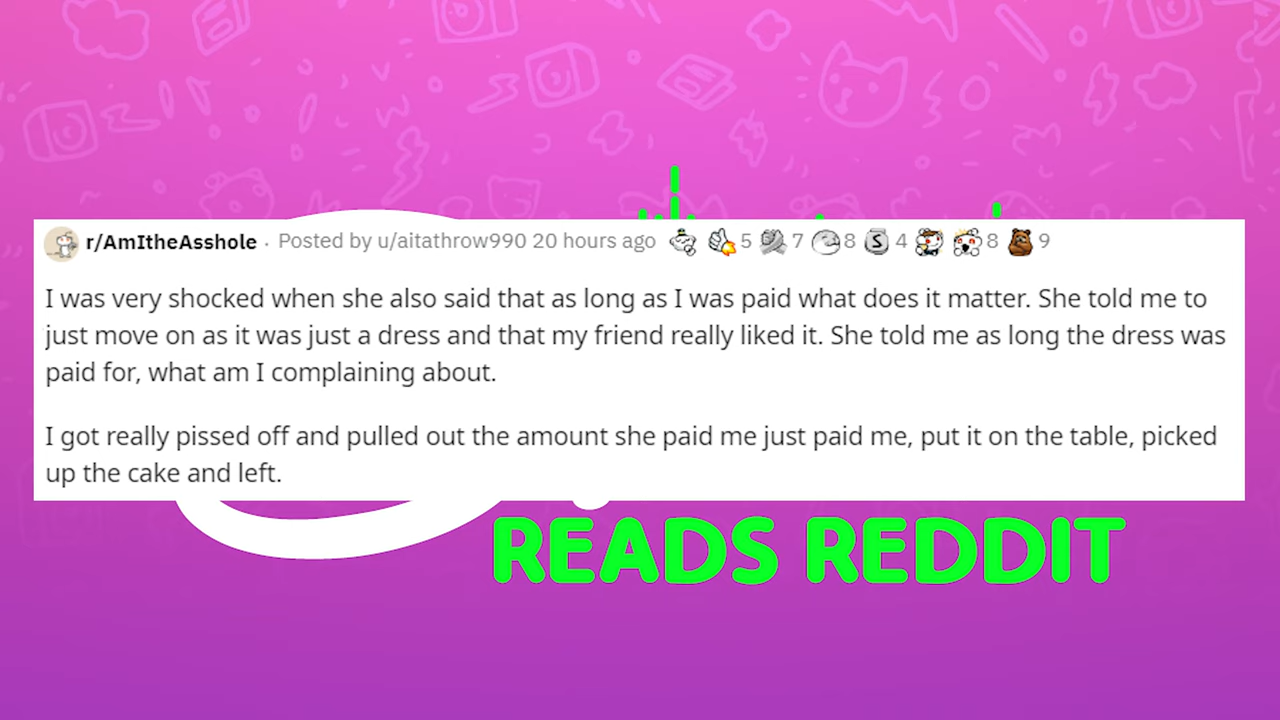 r/AmItheAsshole · Posted by u/aitathrow990 20 hours ago 5 7 8 4 8 9
I was very shocked when she also said that as long as I was paid what does it matter. She told me to
just move on as it was just a dress and that my friend really liked it. She told me as long the dress was
paid for, what am I complaining about.
I got really pissed off and pulled out the amount she paid me just paid me, put it on the table, picked
up the cake and left.
READS REDDIT